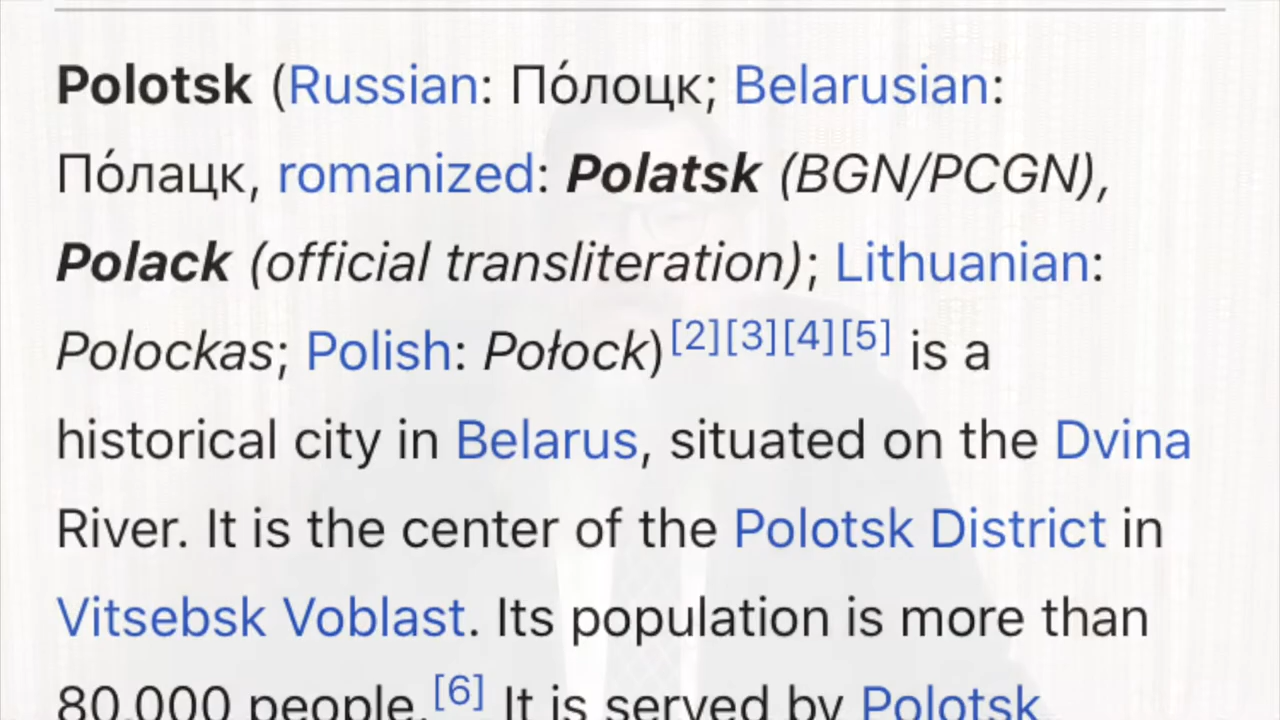 Polotsk (Russian: По́лоцк; Belarusian:
По́лацк, romanized: Polatsk (BGN/PCGN),
Polack (official transliteration); Lithuanian:
Polockas; Polish: Połock)[2][3][4][5] is a
historical city in Belarus, situated on the Dvina
River. It is the center of the Polotsk District in
Vitsebsk Voblast. Its population is more than
80,000 people.[6] It is served by Polotsk